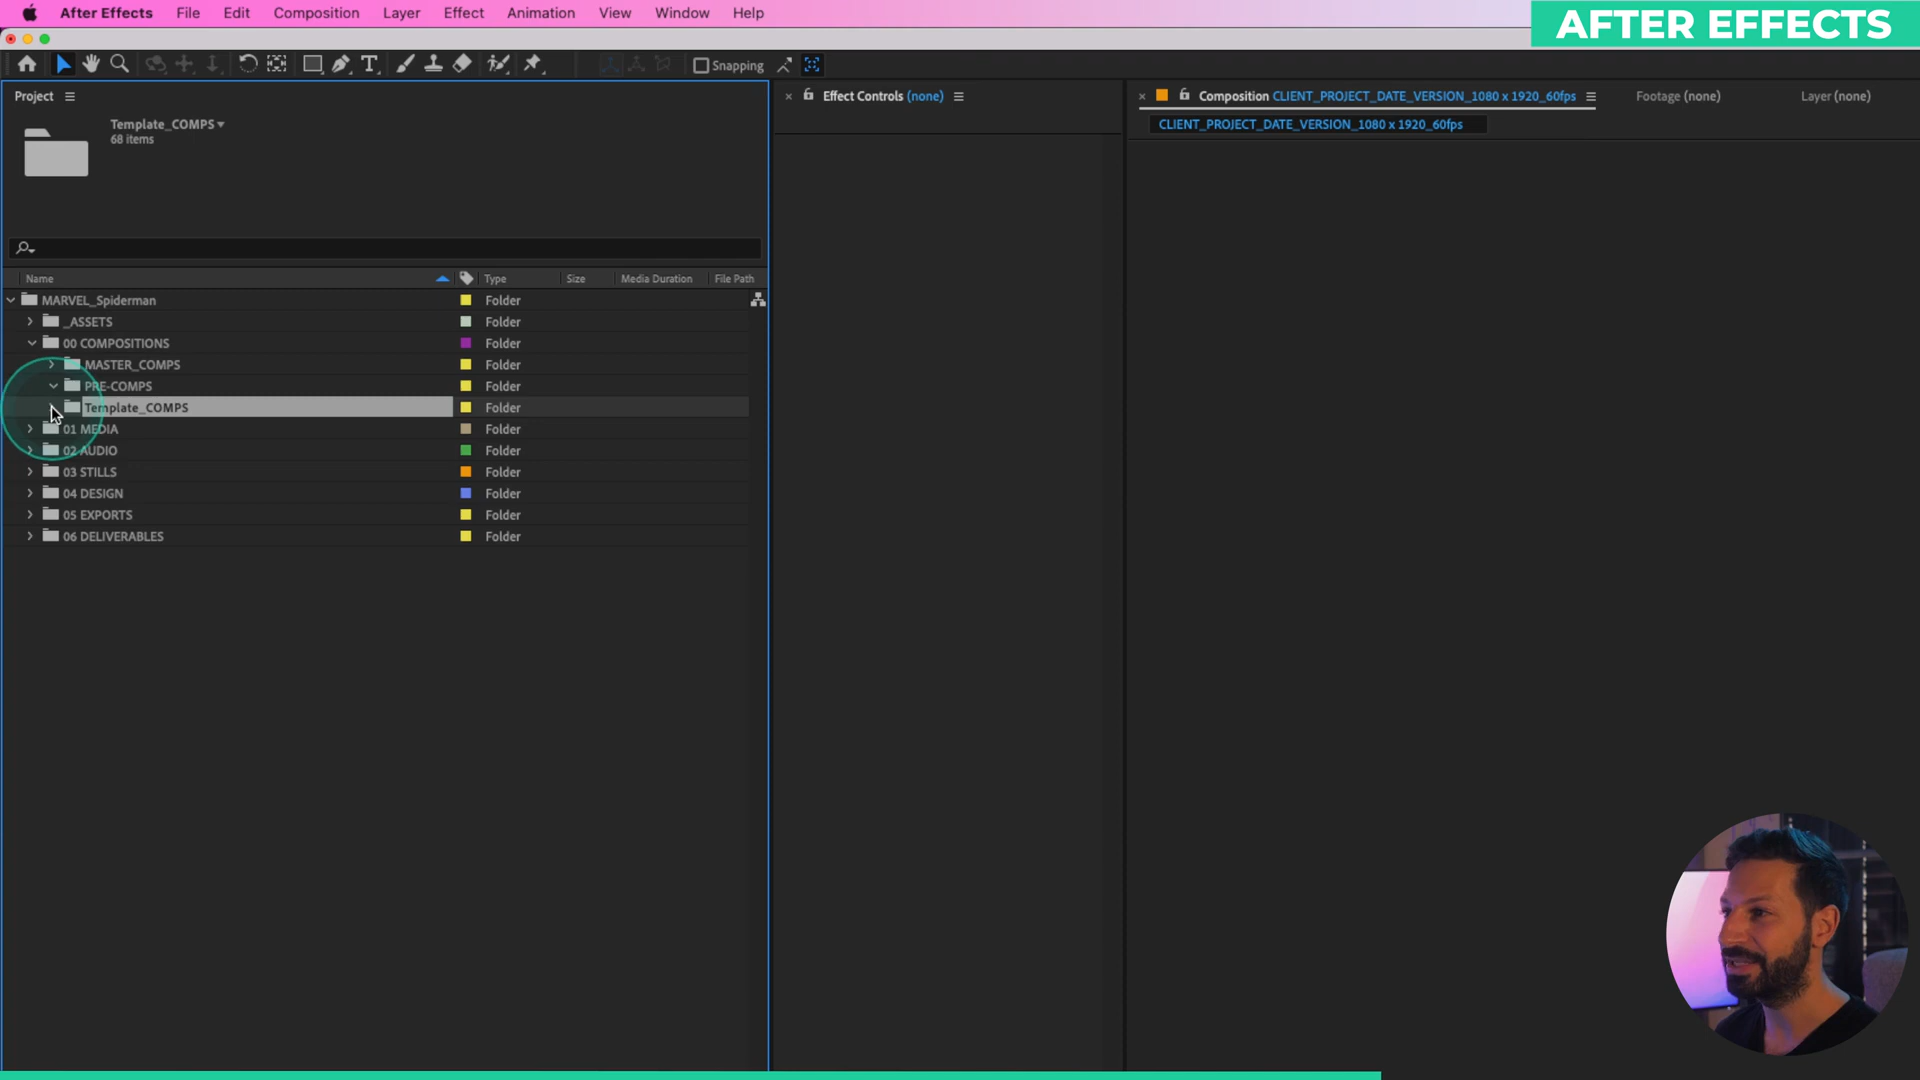 After Effects File Edit Composition Layer Effect Animation View Window Help
AFTER EFFECTS
Snapping
Project
Effect Controls (none)
Composition CLIENT_PROJECT_DATE_VERSION_1080 x 1920_60fps
Footage (none)
Layer (none)
Template_COMPS
68 items
CLIENT_PROJECT_DATE_VERSION_1080 x 1920_60fps
Name Type Size Media Duration File Path
MARVEL_Spiderman Folder
_ASSETS Folder
00 COMPOSITIONS Folder
MASTER_COMPS Folder
PRE-COMPS Folder
Template_COMPS Folder
01 MEDIA Folder
02 AUDIO Folder
03 STILLS Folder
04 DESIGN Folder
05 EXPORTS Folder
06 DELIVERABLES Folder